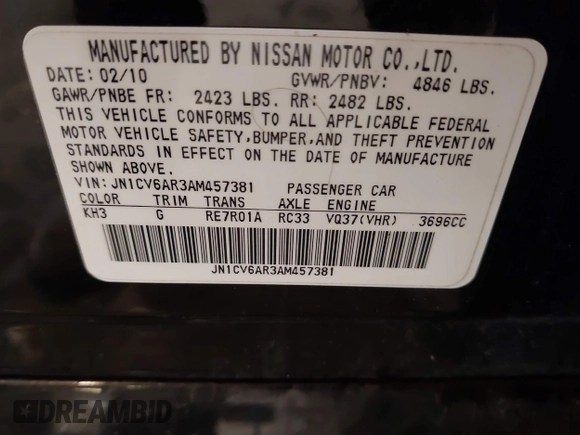 MANUFACTURED BY NISSAN MOTOR CO.,LTD.
DATE: 02/10 GVWR/PNBV: 4846 LBS.
GAWR/PNBE FR: 2423 LBS. RR: 2482 LBS.
THIS VEHICLE CONFORMS TO ALL APPLICABLE FEDERAL
MOTOR VEHICLE SAFETY,BUMPER,AND THEFT PREVENTION
STANDARDS IN EFFECT ON THE DATE OF MANUFACTURE
SHOWN ABOVE.
VIN: JN1CV6AR3AM457381 PASSENGER CAR
COLOR TRIM TRANS AXLE ENGINE
KH3 G RE7R01A RC33 VQ37(VHR) 3696CC
JN1CV6AR3AM457381
DREAMBID